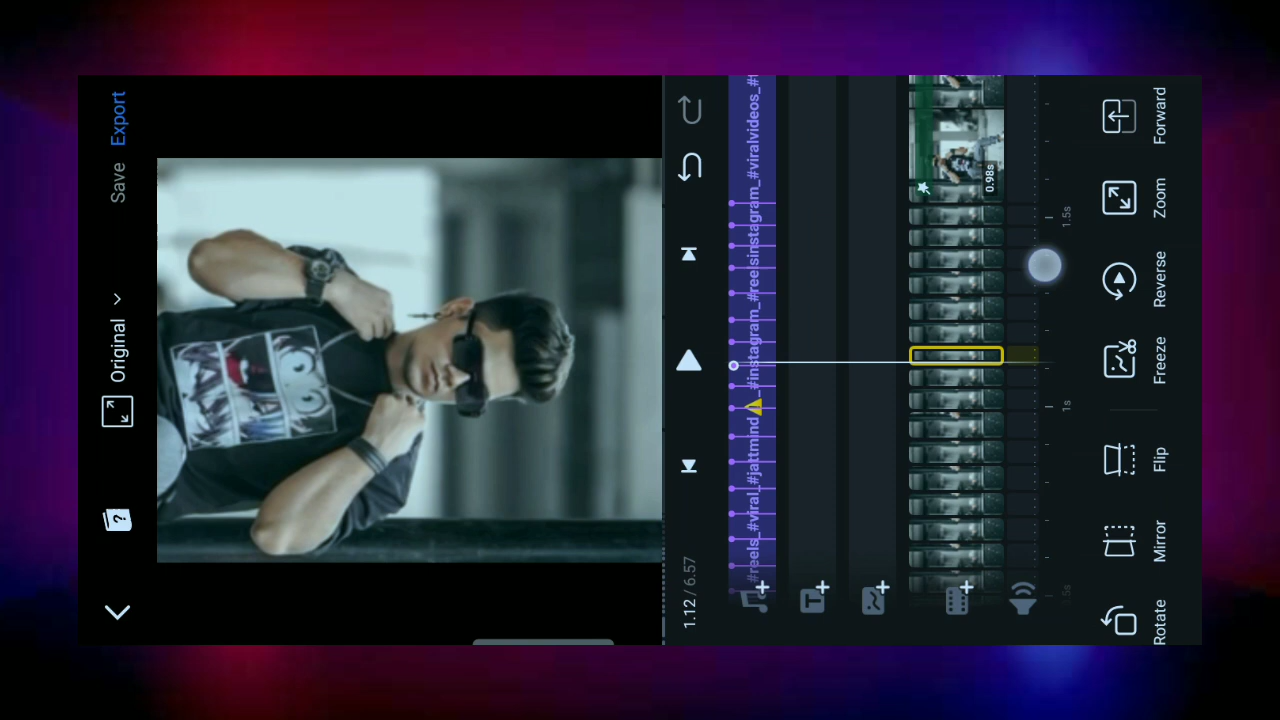 Save Export
Original
?
1.12 / 6.57
#reels_#viral_#jattmind
_#instagram_#reelsinstagram_#viralvideos_#
T
0.98s
1s
1.5s
Rotate
Mirror
Flip
Freeze
Reverse
Zoom
Forward